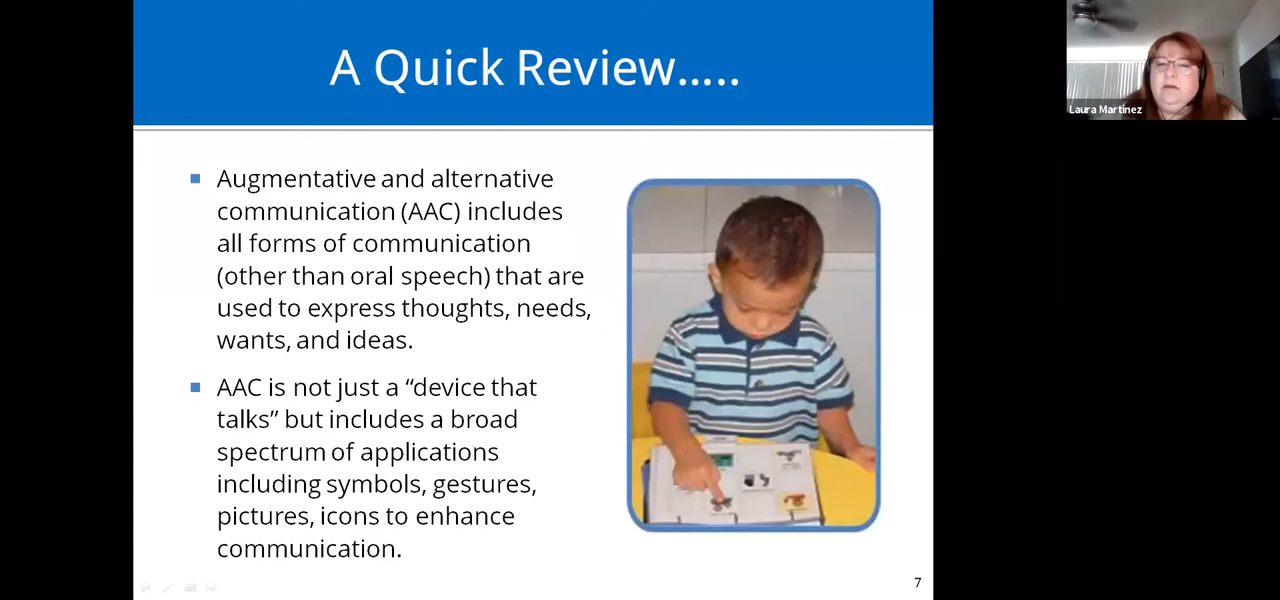 A Quick Review.....
Laura Martinez
Augmentative and alternative
communication (AAC) includes
all forms of communication
(other than oral speech) that are
used to express thoughts, needs,
wants, and ideas.
AAC is not just a “device that
talks” but includes a broad
spectrum of applications
including symbols, gestures,
pictures, icons to enhance
communication.
7